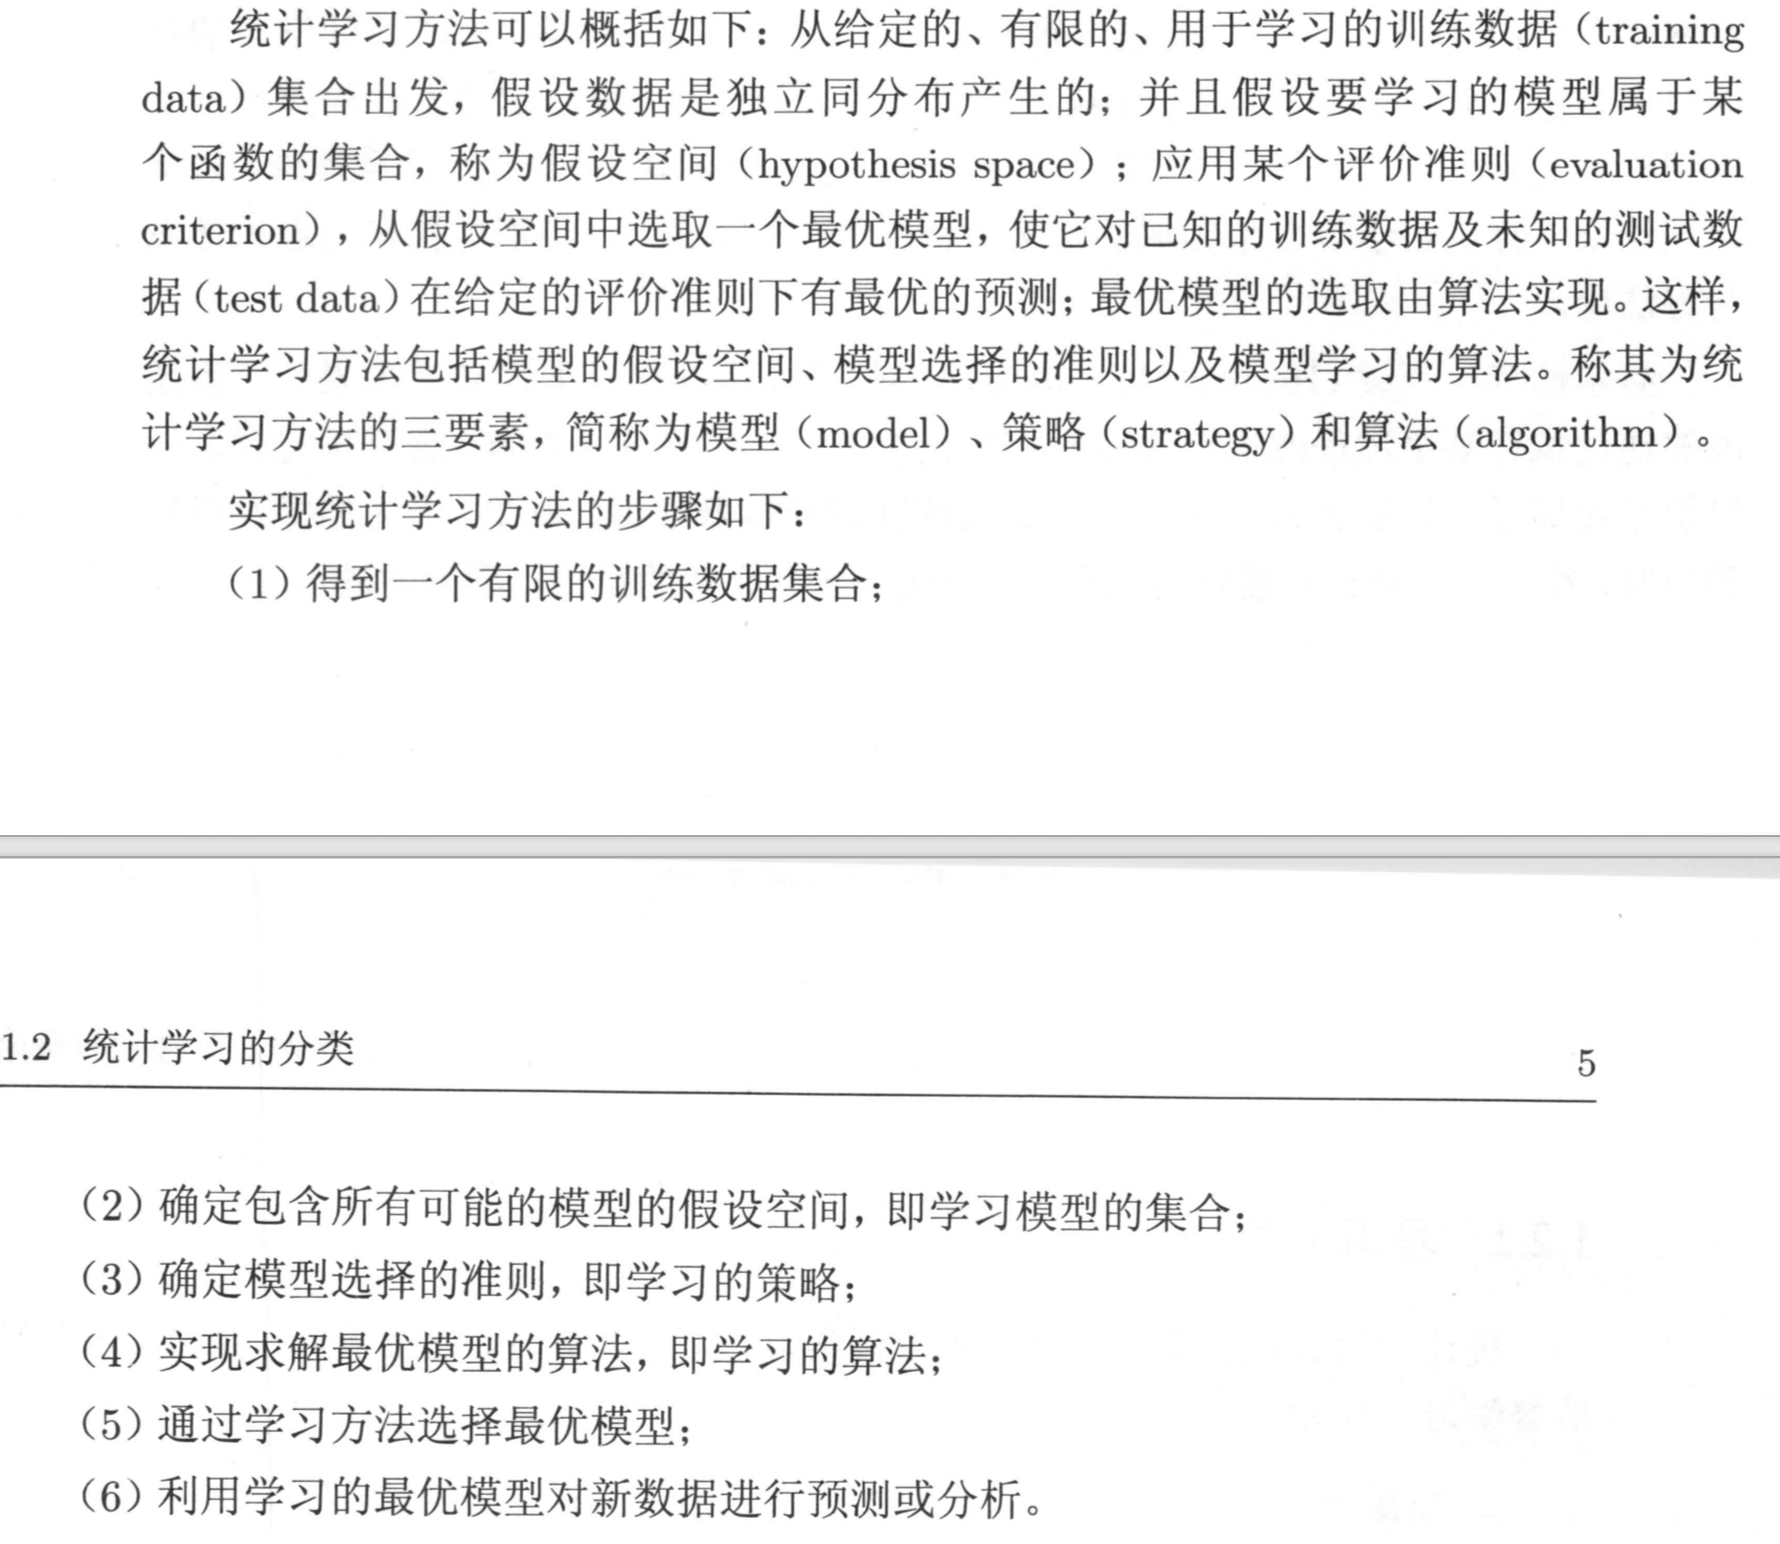 统计学习方法可以概括如下：从给定的、有限的、用于学习的训练数据（training
data）集合出发，假设数据是独立同分布产生的；并且假设要学习的模型属于某
个函数的集合，称为假设空间（hypothesis space）；应用某个评价准则（evaluation
criterion），从假设空间中选取一个最优模型，使它对已知的训练数据及未知的测试数
据（test data）在给定的评价准则下有最优的预测；最优模型的选取由算法实现。这样，
统计学习方法包括模型的假设空间、模型选择的准则以及模型学习的算法。称其为统
计学习方法的三要素，简称为模型（model）、策略（strategy）和算法（algorithm）。
实现统计学习方法的步骤如下：
（1）得到一个有限的训练数据集合；
1.2 统计学习的分类 5
（2）确定包含所有可能的模型的假设空间，即学习模型的集合；
（3）确定模型选择的准则，即学习的策略；
（4）实现求解最优模型的算法，即学习的算法；
（5）通过学习方法选择最优模型；
（6）利用学习的最优模型对新数据进行预测或分析。